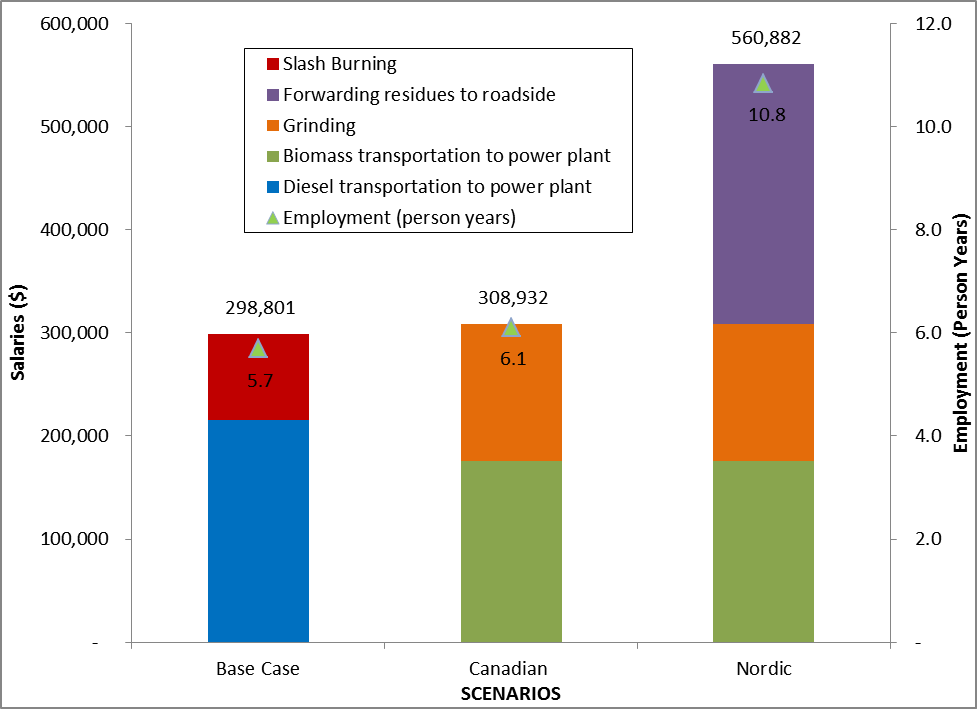 600,000
500,000
400,000
300,000
200,000
100,000
-
Salaries ($)
Slash Burning
Forwarding residues to roadside
Grinding
Biomass transportation to power plant
Diesel transportation to power plant
Employment (person years)
298,801
5.7
308,932
6.1
560,882
10.8
12.0
10.0
8.0
6.0
4.0
2.0
-
Employment (Person Years)
Base Case
Canadian
Nordic
SCENARIOS